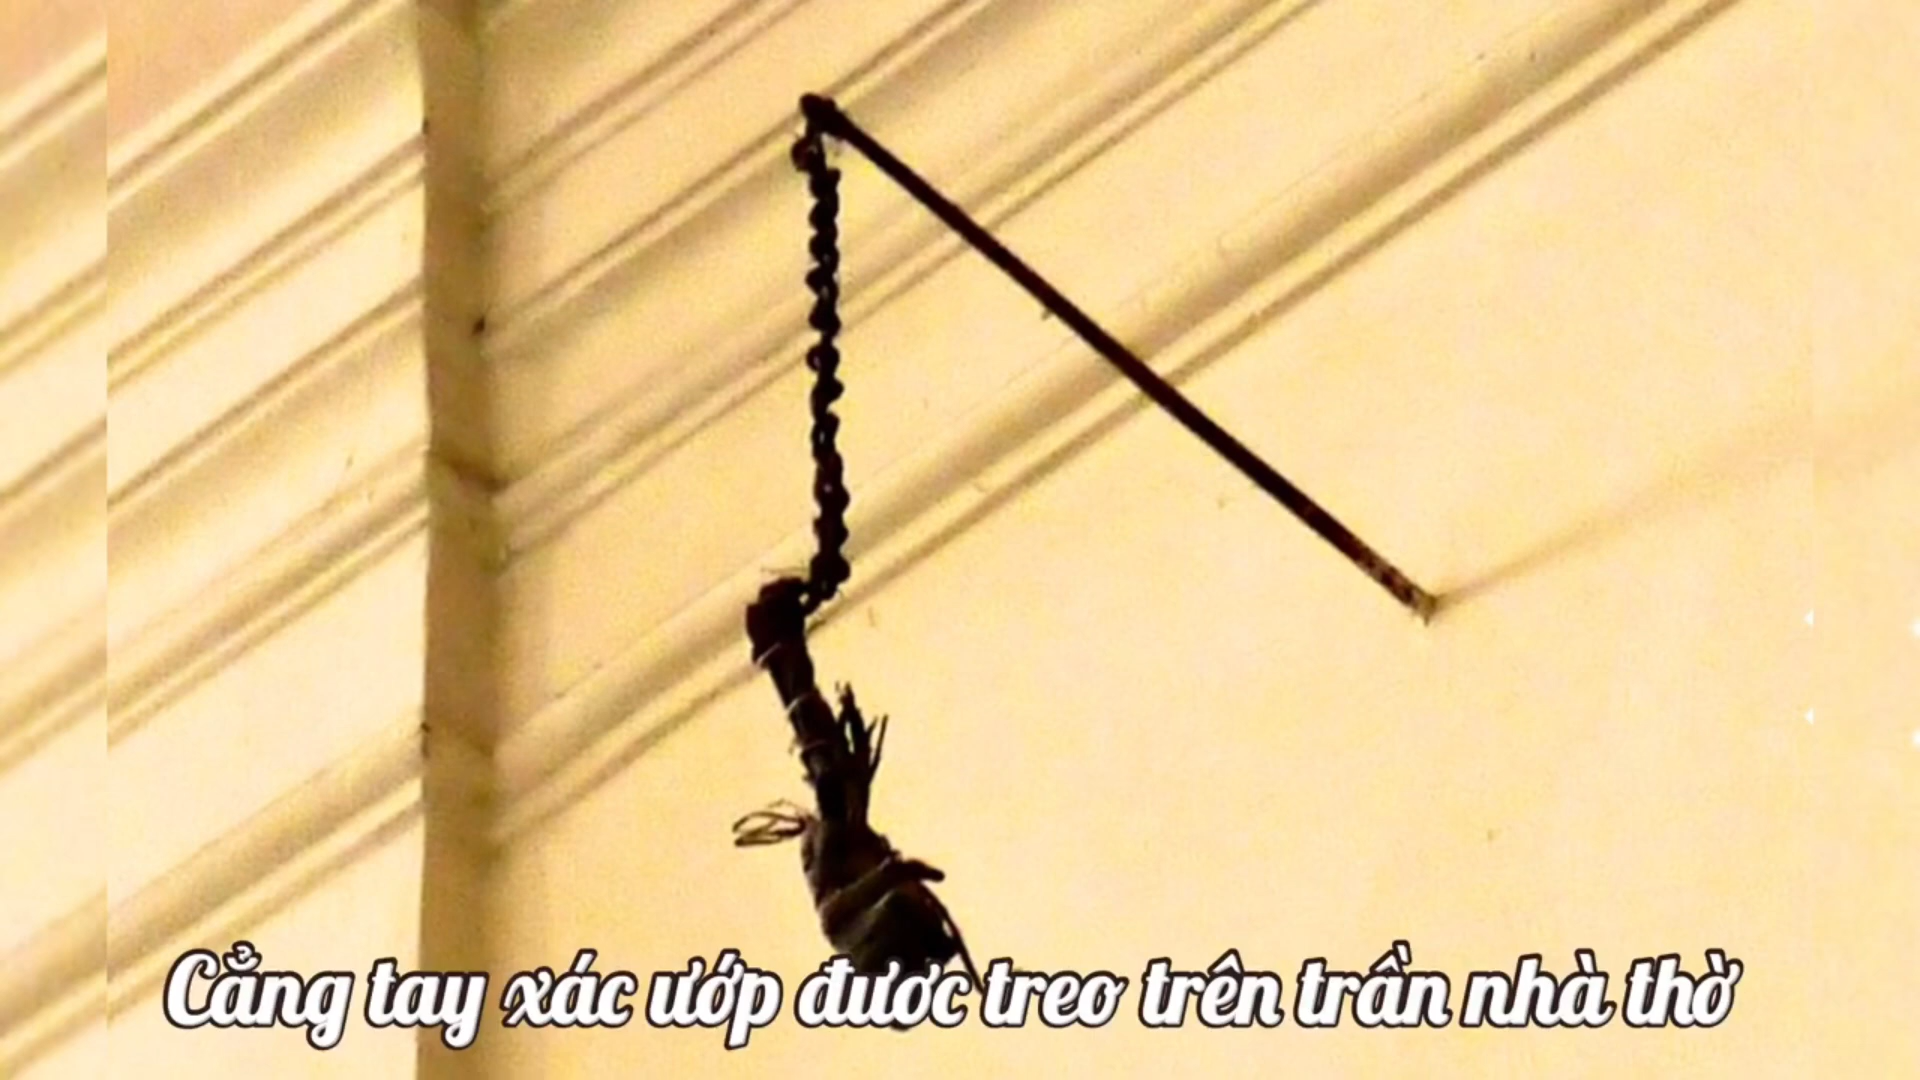 Cẳng tay xác ướp được treo trên trần nhà thờ